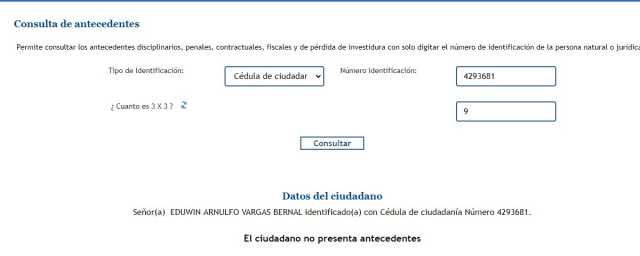 Consulta de antecedentes
Permite consultar los antecedentes disciplinarios, penales, contractuales, fiscales y de pérdida de investidura con solo digitar el número de identificación de la persona natural o jurídic
Tipo de Identificación: Cédula de ciudadar Número Identificación: 4293681
¿ Cuanto es 3 X 3 ? 9
Consultar
Datos del ciudadano
Señor(a) EDUWIN ARNULFO VARGAS BERNAL identificado(a) con Cédula de ciudadanía Número 4293681.
El ciudadano no presenta antecedentes